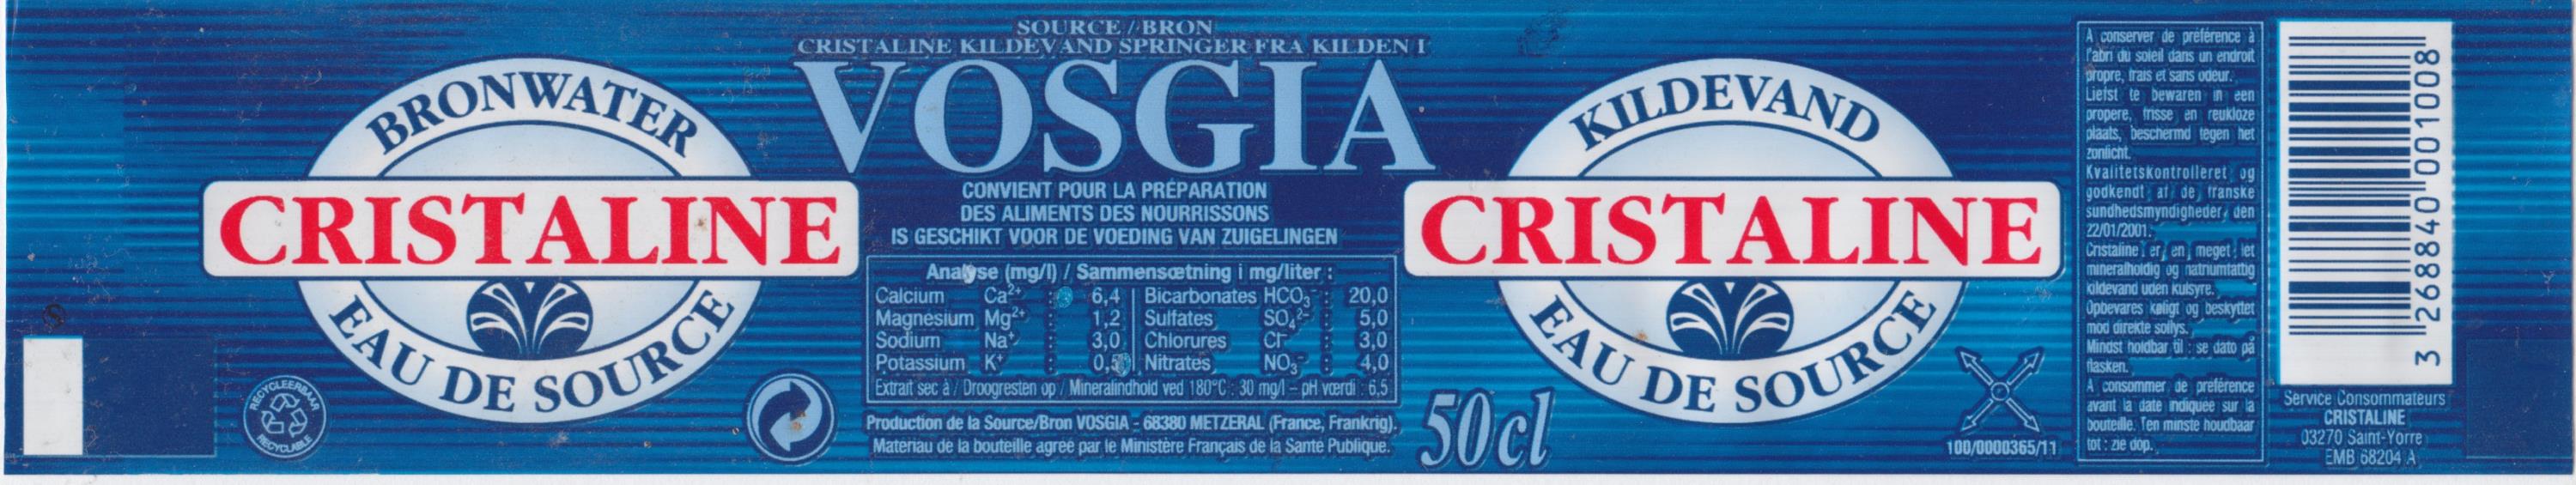 BRONWATER
CRISTALINE
EAU DE SOURCE
RECYCLEERBAAR
RECYCLABLE
SOURCE / BRON
CRISTALINE KILDEVAND SPRINGER FRA KILDEN I
VOSGIA
CONVIENT POUR LA PRÉPARATION
DES ALIMENTS DES NOURRISSONS
IS GESCHIKT VOOR DE VOEDING VAN ZUIGELINGEN
Analyse (mg/l) / Sammensœtning i mg/liter :
Calcium Ca²⁺ : 6,4 Bicarbonates HCO₃⁻ : 20,0
Magnésium Mg²⁺ : 1,2 Sulfates SO₄²⁻ : 5,0
Sodium Na⁺ : 3,0 Chlorures Cl⁻ : 3,0
Potassium K⁺ : Nitrates NO₃⁻ : 4,0
Extrait sec à / Droogresten op / Mineralindhold ved 180°C : 30 mg/l – pH vœrdi : 6,5
Production de la Source/Bron VOSGIA - 68380 METZERAL (France, Frankrig).
Matériau de la bouteille agréé par le Ministère Français de la Santé Publique.
50cl
KILDEVAND
CRISTALINE
EAU DE SOURCE
100/0000365/11
A conserver de préférence à
l'abri du soleil dans un endroit
propre, frais et sans odeur.
Liefst te bewaren in een
propere, frisse en reukloze
plaats, beschermd tegen het
zonlicht.
Kvalitetskontrolleret og
godkendt af de franske
sundhedsmyndigheder, den
22/01/2001.
Cristaline er en meget let
mineralholdig og natriumfattig
kildevand uden kulsyre.
Opbevares køligt og beskyttet
mod direkte sollys.
Mindst holdbar til : se dato på
flasken.
A consommer de préférence
avant la date indiquée sur la
bouteille. Ten minste houdbaar
tot : zie dop.
3 268840 001008
Service Consommateurs
CRISTALINE
03270 Saint-Yorre
EMB 68204 A